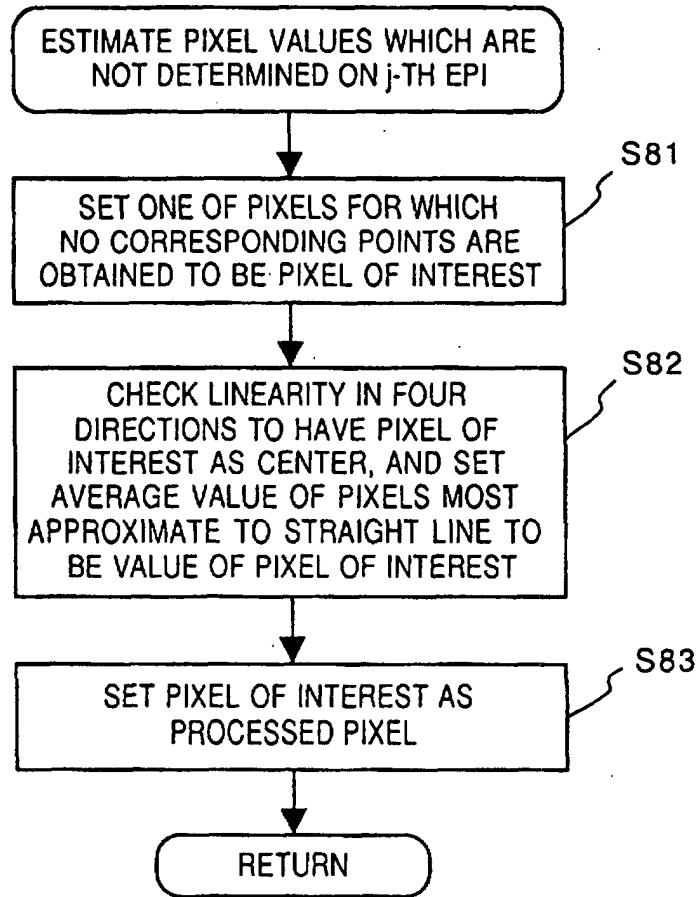 ESTIMATE PIXEL VALUES WHICH ARE
NOT DETERMINED ON j-TH EPI
S81
SET ONE OF PIXELS FOR WHICH
NO CORRESPONDING POINTS ARE
OBTAINED TO BE PIXEL OF INTEREST
S82
CHECK LINEARITY IN FOUR
DIRECTIONS TO HAVE PIXEL OF
INTEREST AS CENTER, AND SET
AVERAGE VALUE OF PIXELS MOST
APPROXIMATE TO STRAIGHT LINE TO
BE VALUE OF PIXEL OF INTEREST
S83
SET PIXEL OF INTEREST AS
PROCESSED PIXEL
RETURN